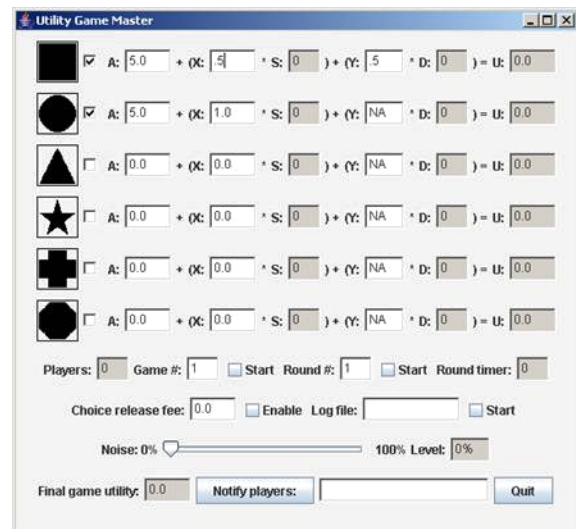 Utility Game Master
A: 5.0 + (X: .5 * S: 0 ) + (Y: .5 * D: 0 ) = U: 0.0
A: 5.0 + (X: 1.0 * S: 0 ) + (Y: NA * D: 0 ) = U: 0.0
A: 0.0 + (X: 0.0 * S: 0 ) + (Y: NA * D: 0 ) = U: 0.0
A: 0.0 + (X: 0.0 * S: 0 ) + (Y: NA * D: 0 ) = U: 0.0
A: 0.0 + (X: 0.0 * S: 0 ) + (Y: NA * D: 0 ) = U: 0.0
A: 0.0 + (X: 0.0 * S: 0 ) + (Y: NA * D: 0 ) = U: 0.0
Players: 0 Game #: 1 Start Round #: 1 Start Round timer: 0
Choice release fee: 0.0 Enable Log file: Start
Noise: 0% 100% Level: 0%
Final game utility: 0.0 Notify players: Quit